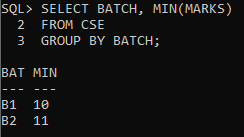 SQL> SELECT BATCH, MIN(MARKS)
2 FROM CSE
3 GROUP BY BATCH;
BAT MIN
--- ---
B1 10
B2 11